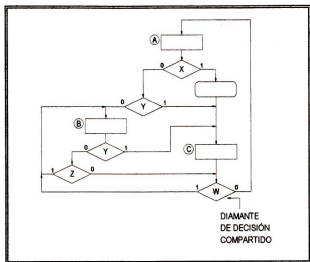 A
X
0 1
Y
0 1
B
Y
0 1
C
Z
1 0
W
1 0
DIAMANTE
DE DECISIÓN
COMPARTIDO